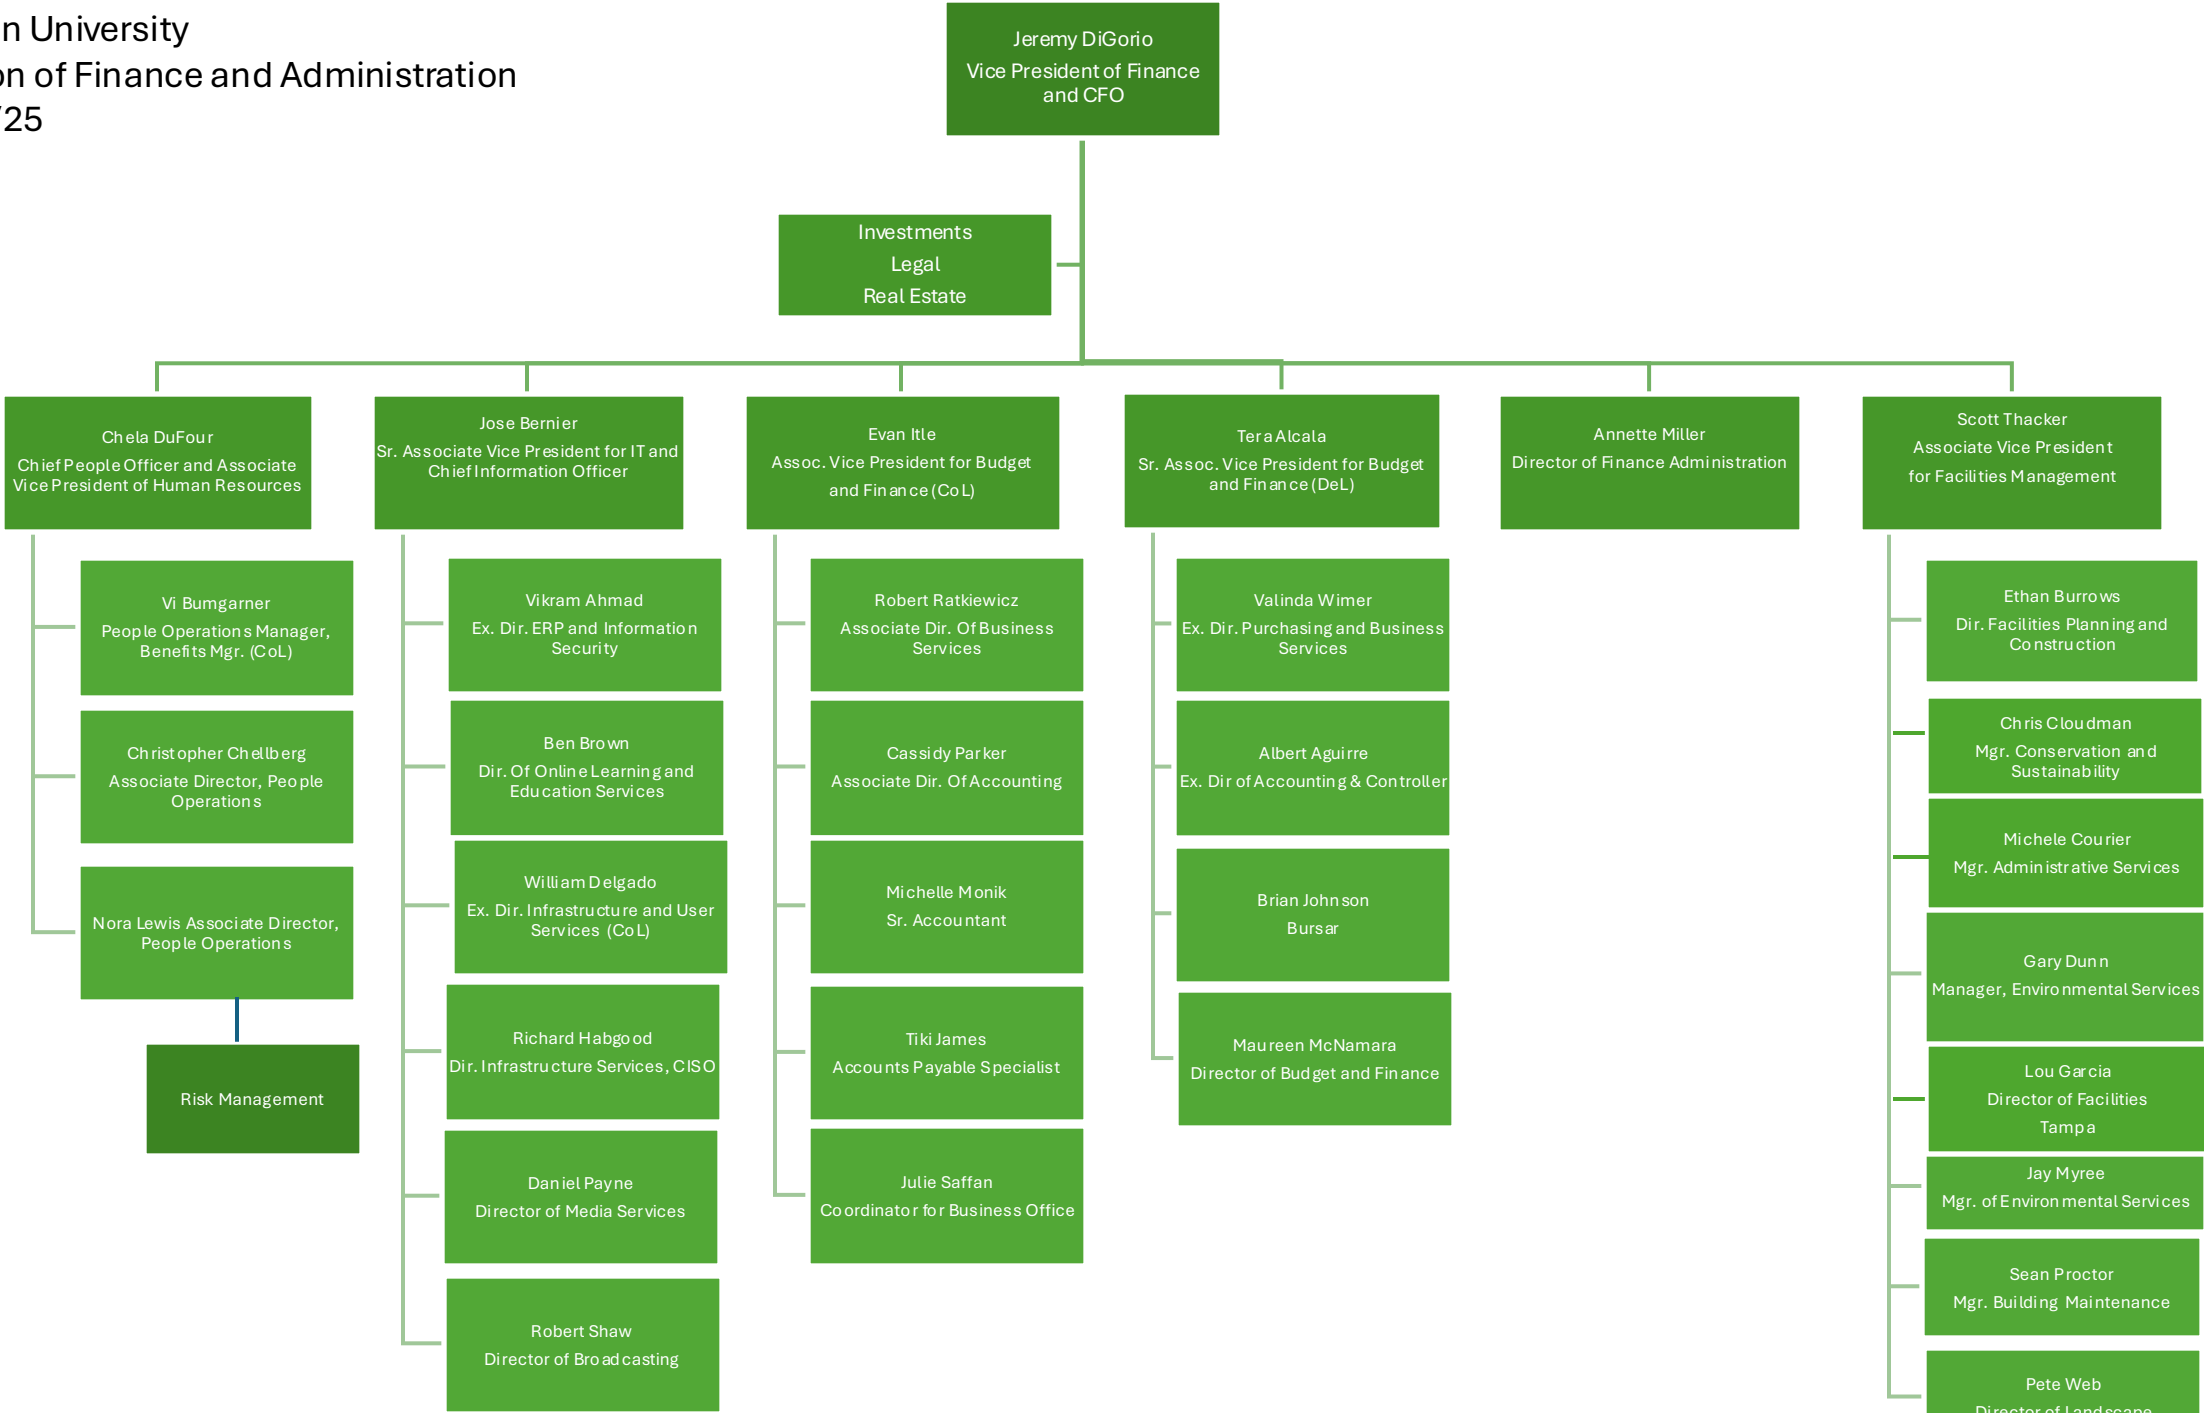 n University
on of Finance and Administration
/25
Jeremy DiGorio
Vice President of Finance
and CFO
Investments
Legal
Real Estate
Chela DuFour
Chief People Officer and Associate
Vice President of Human Resources
Jose Bernier
Sr. Associate Vice President for IT and
Chief Information Officer
Evan Itle
Assoc. Vice President for Budget
and Finance (CoL)
Tera Alcala
Sr. Assoc. Vice President for Budget
and Finance (DeL)
Annette Miller
Director of Finance Administration
Scott Thacker
Associate Vice President
for Facilities Management
Vi Bumgarner
People Operations Manager,
Benefits Mgr. (CoL)
Christopher Chellberg
Associate Director, People
Operations
Nora Lewis Associate Director,
People Operations
Risk Management
Vikram Ahmad
Ex. Dir. ERP and Information
Security
Ben Brown
Dir. Of Online Learning and
Education Services
William Delgado
Ex. Dir. Infrastructure and User
Services (CoL)
Richard Habgood
Dir. Infrastructure Services, CISO
Daniel Payne
Director of Media Services
Robert Shaw
Director of Broadcasting
Robert Ratkiewicz
Associate Dir. Of Business
Services
Cassidy Parker
Associate Dir. Of Accounting
Michelle Monik
Sr. Accountant
Tiki James
Accounts Payable Specialist
Julie Saffan
Coordinator for Business Office
Valinda Wimer
Ex. Dir. Purchasing and Business
Services
Albert Aguirre
Ex. Dir of Accounting & Controller
Brian Johnson
Bursar
Maureen McNamara
Director of Budget and Finance
Ethan Burrows
Dir. Facilities Planning and
Construction
Chris Cloudman
Mgr. Conservation and
Sustainability
Michele Courier
Mgr. Administrative Services
Gary Dunn
Manager, Environmental Services
Lou Garcia
Director of Facilities
Tampa
Jay Myree
Mgr. of Environmental Services
Sean Proctor
Mgr. Building Maintenance
Pete Web
Director of Landscape